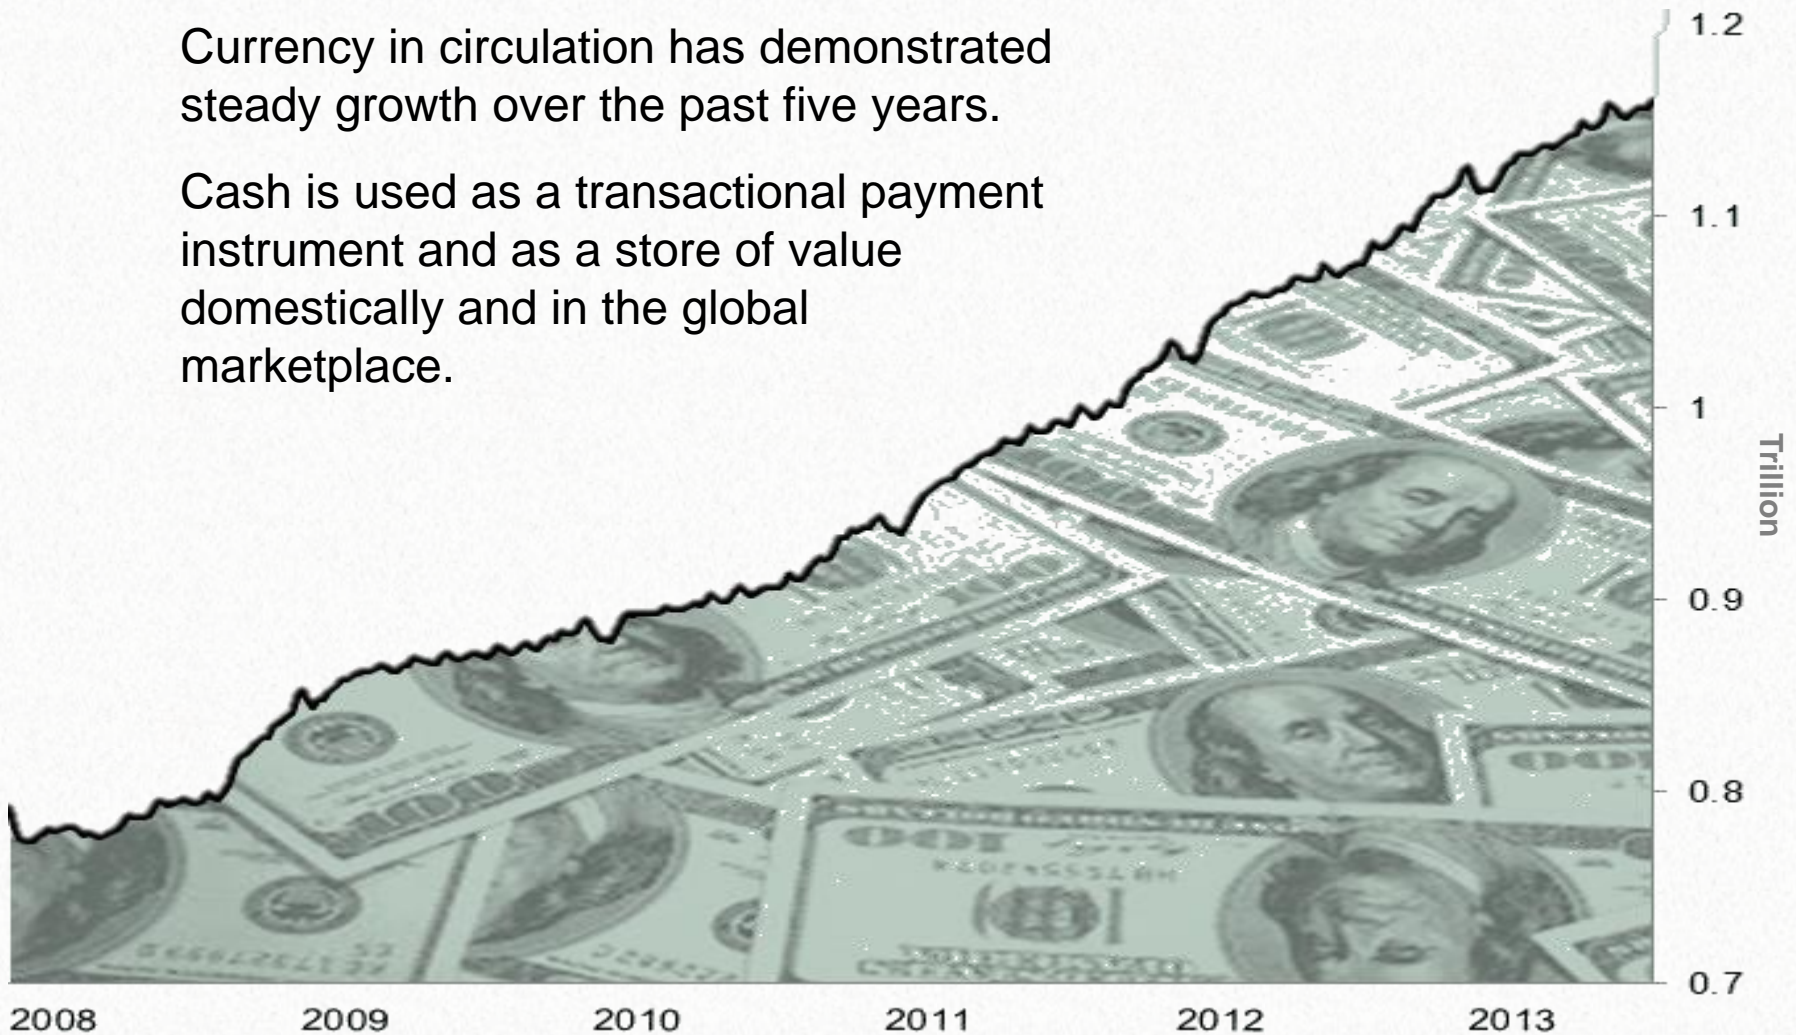 Currency in circulation has demonstrated
steady growth over the past five years.
Cash is used as a transactional payment
instrument and as a store of value
domestically and in the global
marketplace.
1.2
1.1
1
0.9
0.8
0.7
Trillion
2008 2009 2010 2011 2012 2013